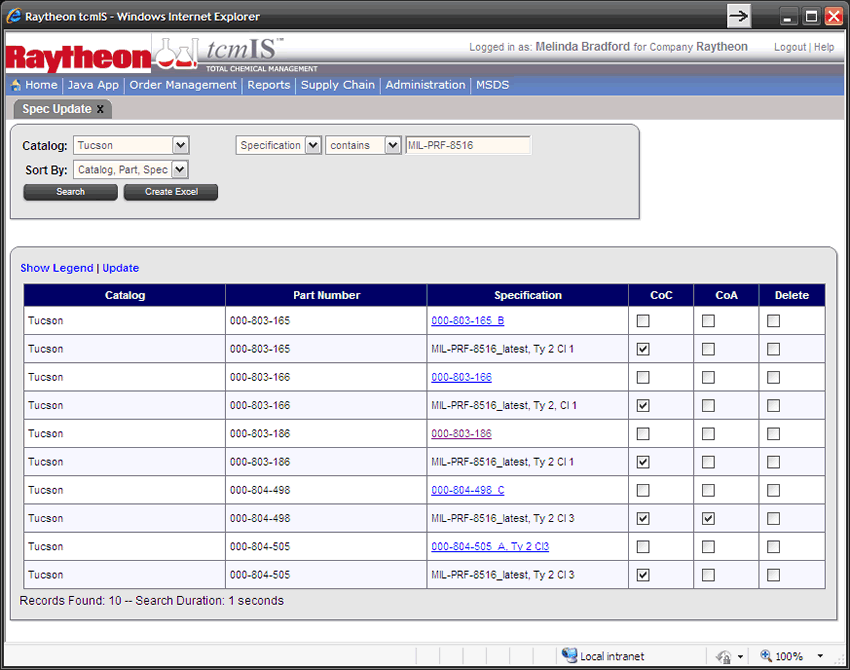 Raytheon tcmIS - Windows Internet Explorer
Raytheon tcmIS™ TOTAL CHEMICAL MANAGEMENT
Logged in as: Melinda Bradford for Company Raytheon Logout | Help
Home | Java App | Order Management | Reports | Supply Chain | Administration | MSDS
Spec Update x
Catalog: Tucson Specification contains MIL-PRF-8516
Sort By: Catalog, Part, Spec
Search Create Excel
Show Legend | Update
Catalog Part Number Specification CoC CoA Delete
Tucson 000-803-165 000-803-165_B
Tucson 000-803-165 MIL-PRF-8516_latest, Ty 2 Cl 1
Tucson 000-803-166 000-803-166
Tucson 000-803-166 MIL-PRF-8516_latest, Ty 2, Cl 1
Tucson 000-803-186 000-803-186
Tucson 000-803-186 MIL-PRF-8516_latest, Ty 2 Cl 1
Tucson 000-804-498 000-804-498_C
Tucson 000-804-498 MIL-PRF-8516_latest, Ty 2 Cl 3
Tucson 000-804-505 000-804-505_A, Ty 2 Cl3
Tucson 000-804-505 MIL-PRF-8516_latest, Ty 2 Cl 3
Records Found: 10 -- Search Duration: 1 seconds
Local intranet 100%